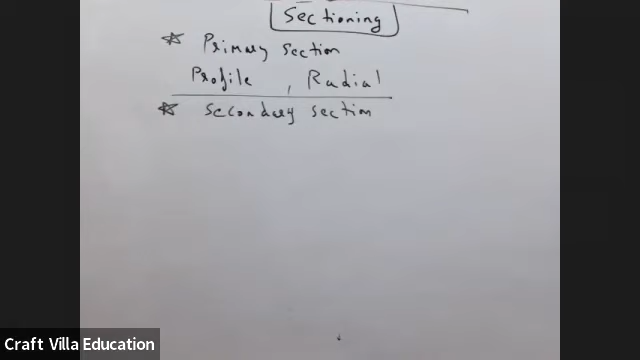 Sectioning
* Primary section
Profile , Radial
* Secondary section
Craft Villa Education